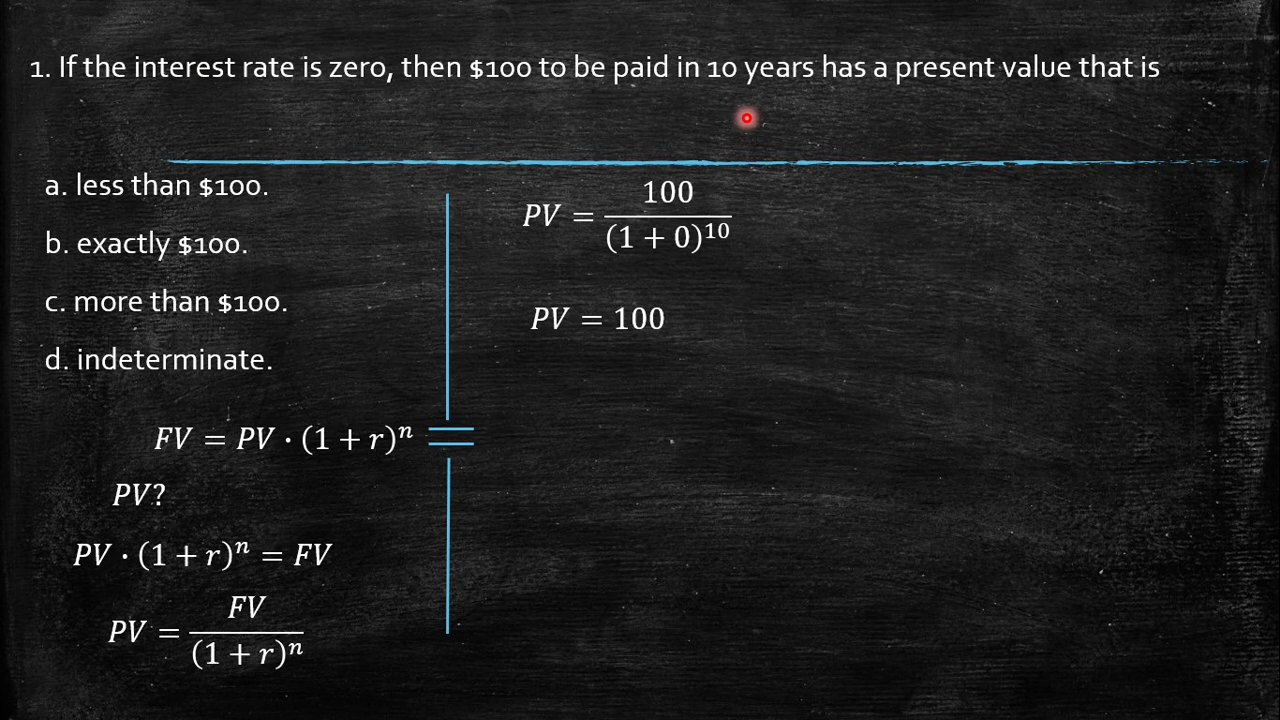 1. If the interest rate is zero, then $100 to be paid in 10 years has a present value that is
a. less than $100.
b. exactly $100.
c. more than $100.
d. indeterminate.
FV = PV · (1 + r)^n
PV?
PV · (1 + r)^n = FV
PV = FV / (1 + r)^n
PV = 100 / (1 + 0)^10
PV = 100